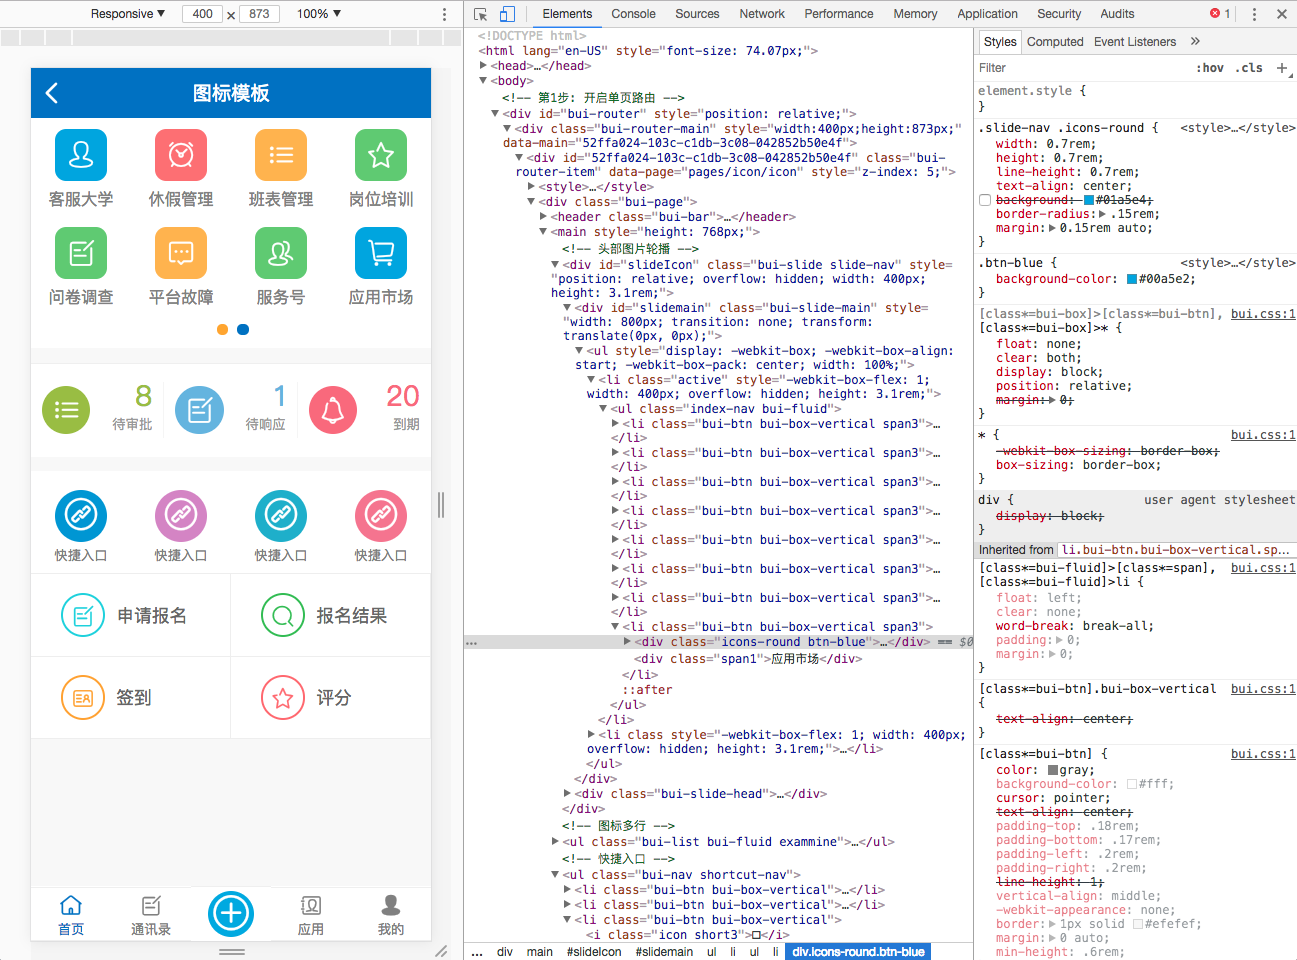 Responsive ▼ 400 × 873 100% ▼
Elements Console Sources Network Performance Memory Application Security Audits 1
图标模板
客服大学 休假管理 班表管理 岗位培训
问卷调查 平台故障 服务号 应用市场
8 1 20
待审批 待响应 到期
快捷入口 快捷入口 快捷入口 快捷入口
申请报名 报名结果
签到 评分
首页 通讯录 应用 我的
<!DOCTYPE html>
<html lang="en-US" style="font-size: 74.07px;">
<head>…</head>
<body>
<!-- 第1步: 开启单页路由 -->
<div id="bui-router" style="position: relative;">
<div class="bui-router-main" style="width:400px;height:873px;"
data-main="52ffa024-103c-c1db-3c08-042852b50e4f">
<div id="52ffa024-103c-c1db-3c08-042852b50e4f" class="bui-
router-item" data-page="pages/icon/icon" style="z-index: 5;">
<style>…</style>
<div class="bui-page">
<header class="bui-bar">…</header>
<main style="height: 768px;">
<!-- 头部图片轮播 -->
<div id="slideIcon" class="bui-slide slide-nav" style=
"position: relative; overflow: hidden; width: 400px;
height: 3.1rem;">
<div id="slidemain" class="bui-slide-main" style=
"width: 800px; transition: none; transform:
translate(0px, 0px);">
<ul style="display: -webkit-box; -webkit-box-align:
start; -webkit-box-pack: center; width: 100%;">
<li class="active" style="-webkit-box-flex: 1;
width: 400px; overflow: hidden; height: 3.1rem;">
<ul class="index-nav bui-fluid">
<li class="bui-btn bui-box-vertical span3">…
</li>
<li class="bui-btn bui-box-vertical span3">…
</li>
<li class="bui-btn bui-box-vertical span3">…
</li>
<li class="bui-btn bui-box-vertical span3">…
</li>
<li class="bui-btn bui-box-vertical span3">…
</li>
<li class="bui-btn bui-box-vertical span3">…
</li>
<li class="bui-btn bui-box-vertical span3">…
</li>
<li class="bui-btn bui-box-vertical span3">
… <div class="icons-round btn-blue">…</div> == $0
<div class="span1">应用市场</div>
</li>
::after
</ul>
</li>
<li class style="-webkit-box-flex: 1; width: 400px;
overflow: hidden; height: 3.1rem;">…</li>
</ul>
</div>
<div class="bui-slide-head">…</div>
</div>
<!-- 图标多行 -->
<ul class="bui-list bui-fluid exammine">…</ul>
<!-- 快捷入口 -->
<ul class="bui-nav shortcut-nav">
<li class="bui-btn bui-box-vertical">…</li>
<li class="bui-btn bui-box-vertical">…</li>
<li class="bui-btn bui-box-vertical">
<i class="icon short3">□</i>
… div main #slideIcon #slidemain ul li ul li div.icons-round.btn-blue
Styles Computed Event Listeners »
Filter :hov .cls +
element.style {
}
.slide-nav .icons-round { <style>…</style>
width: 0.7rem;
height: 0.7rem;
line-height: 0.7rem;
text-align: center;
background: #01a5e4;
border-radius: .15rem;
margin: 0.15rem auto;
}
.btn-blue { <style>…</style>
background-color: #00a5e2;
}
[class*=bui-box]>[class*=bui-btn], bui.css:1
[class*=bui-box]>* {
float: none;
clear: both;
display: block;
position: relative;
margin: 0;
}
* { bui.css:1
-webkit-box-sizing: border-box;
box-sizing: border-box;
}
div { user agent stylesheet
display: block;
}
Inherited from li.bui-btn.bui-box-vertical.sp…
[class*=bui-fluid]>[class*=span], bui.css:1
[class*=bui-fluid]>li {
float: left;
clear: none;
word-break: break-all;
padding: 0;
margin: 0;
}
[class*=bui-btn].bui-box-vertical bui.css:1
{
text-align: center;
}
[class*=bui-btn] { bui.css:1
color: gray;
background-color: #fff;
cursor: pointer;
text-align: center;
padding-top: .18rem;
padding-bottom: .17rem;
padding-left: .2rem;
padding-right: .2rem;
line-height: 1;
vertical-align: middle;
-webkit-appearance: none;
border: 1px solid #efefef;
margin: 0 auto;
min-height: .6rem;